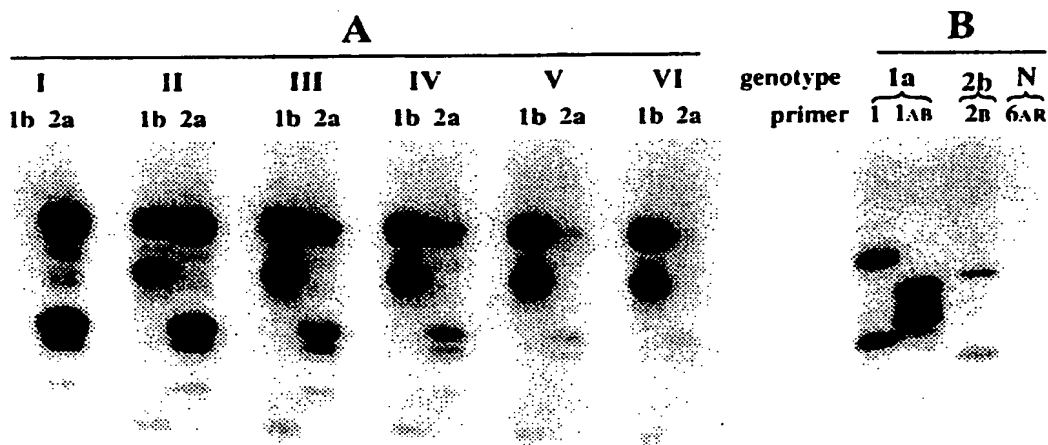 A B
I II III IV V VI genotype 1a 2b N
1b 2a 1b 2a 1b 2a 1b 2a 1b 2a 1b 2a primer 1 1AB 2B 6AR